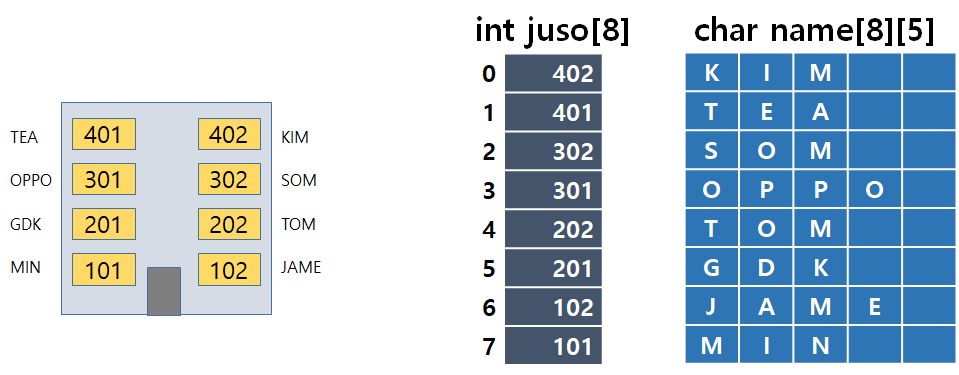 int juso[8]
char name[8][5]
TEA 401 402 KIM
OPPO 301 302 SOM
GDK 201 202 TOM
MIN 101 102 JAME
0 402 K I M
1 401 T E A
2 302 S O M
3 301 O P P O
4 202 T O M
5 201 G D K
6 102 J A M E
7 101 M I N